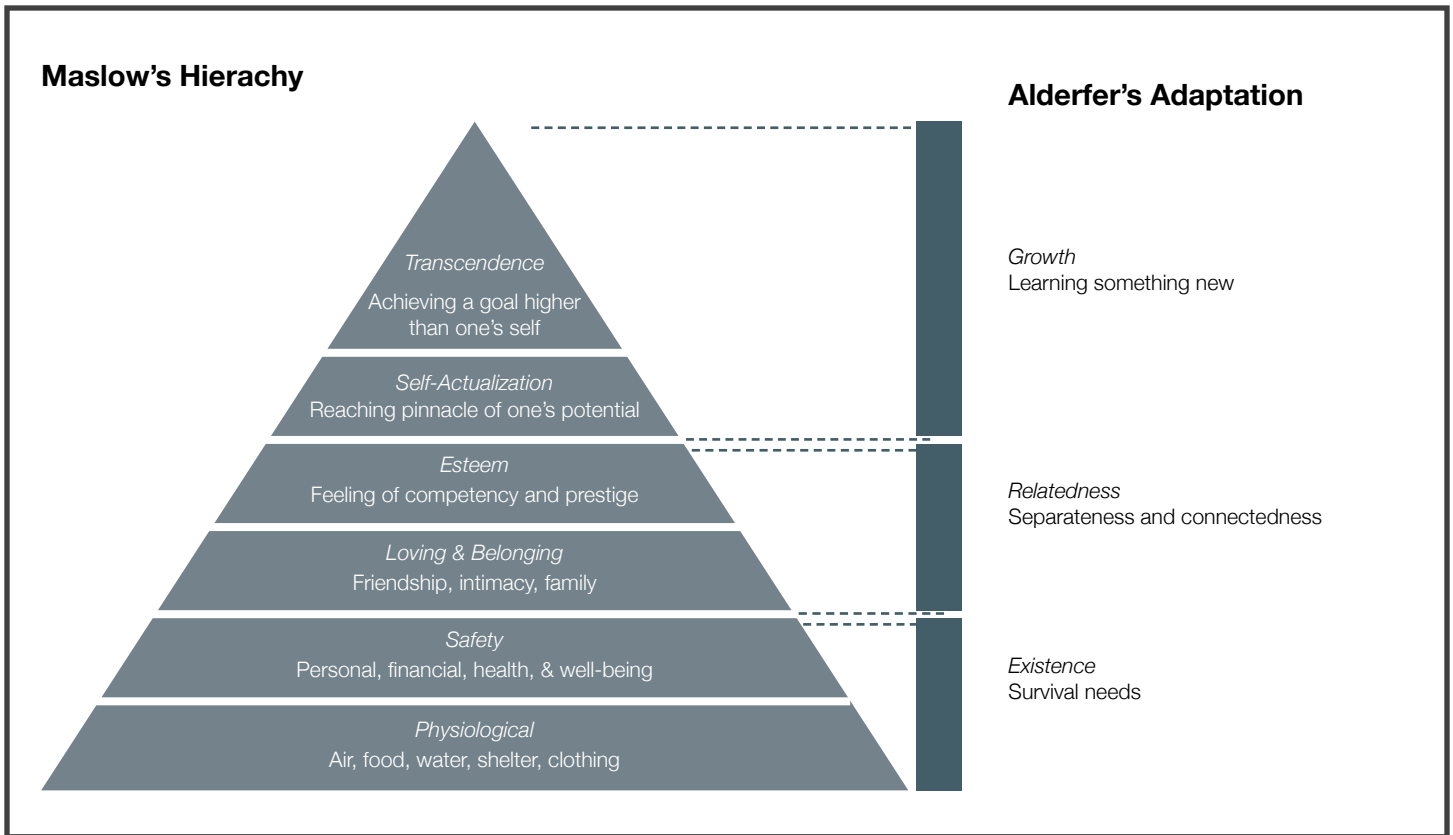 Maslow’s Hierachy
Transcendence
Achieving a goal higher
than one’s self
Self-Actualization
Reaching pinnacle of one’s potential
Esteem
Feeling of competency and prestige
Loving & Belonging
Friendship, intimacy, family
Safety
Personal, financial, health, & well-being
Physiological
Air, food, water, shelter, clothing
Alderfer’s Adaptation
Growth
Learning something new
Relatedness
Separateness and connectedness
Existence
Survival needs